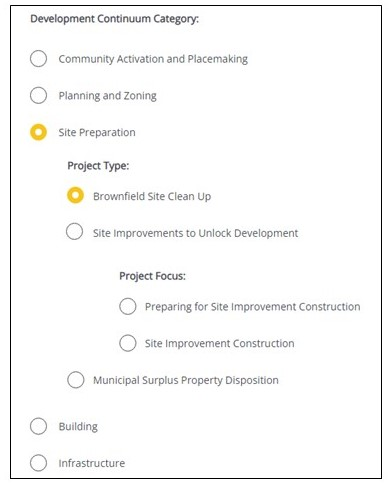 Development Continuum Category:
Community Activation and Placemaking
Planning and Zoning
Site Preparation
Project Type:
Brownfield Site Clean Up
Site Improvements to Unlock Development
Project Focus:
Preparing for Site Improvement Construction
Site Improvement Construction
Municipal Surplus Property Disposition
Building
Infrastructure